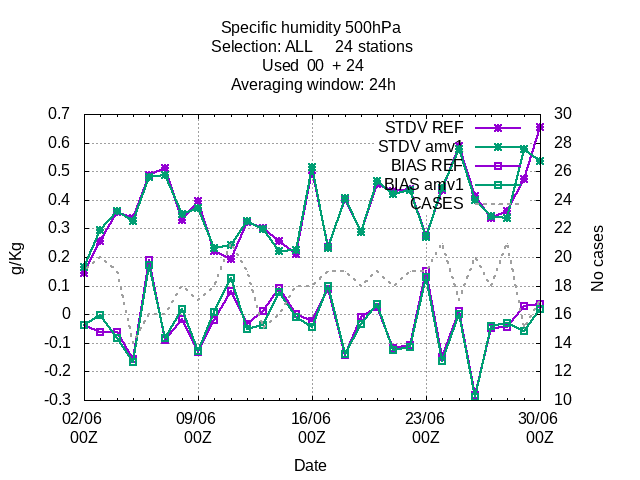 Specific humidity 500hPa
Selection: ALL 24 stations
Used 00 + 24
Averaging window: 24h
0.7
0.6
0.5
0.4
0.3
0.2
0.1
0
-0.1
-0.2
-0.3
g/Kg
STDV REF
STDV amv1
BIAS REF
BIAS amv1
CASES
30
28
26
24
22
20
18
16
14
12
10
No cases
02/06 09/06 16/06 23/06 30/06
00Z 00Z 00Z 00Z 00Z
Date